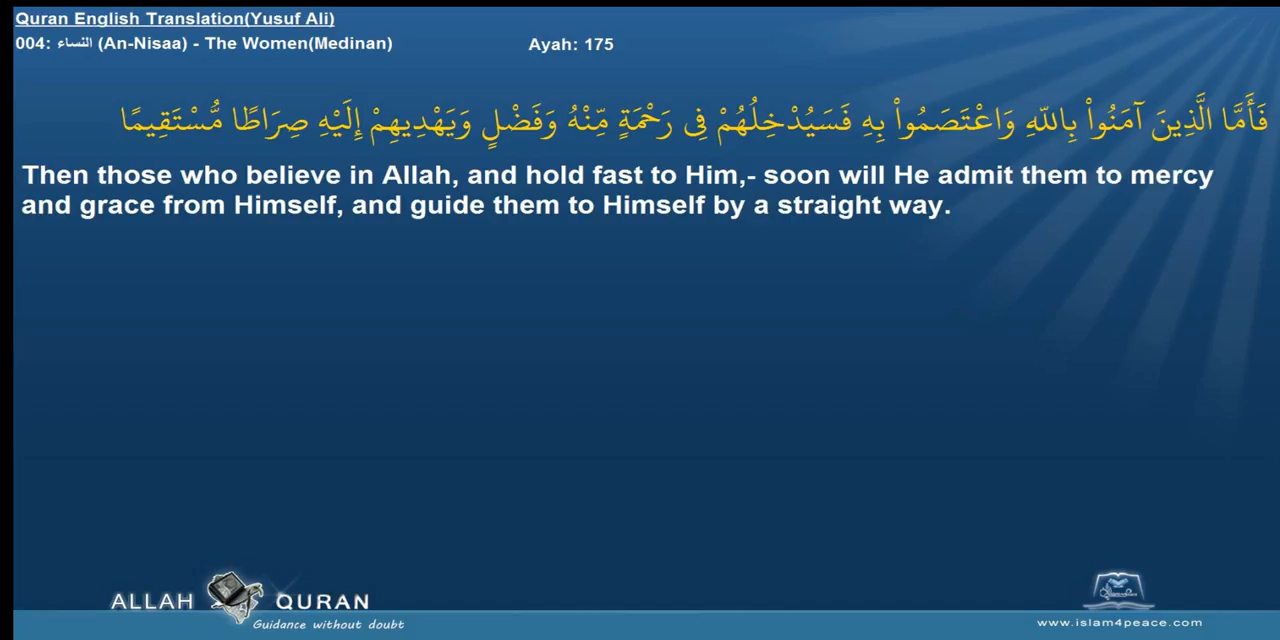 Quran English Translation(Yusuf Ali)
004: النساء (An-Nisaa) - The Women(Medinan) Ayah: 175
فَأَمَّا الَّذِينَ آمَنُواْ بِاللّهِ وَاعْتَصَمُواْ بِهِ فَسَيُدْخِلُهُمْ فِى رَحْمَةٍ مِّنْهُ وَفَضْلٍ وَيَهْدِيهِمْ إِلَيْهِ صِرَاطًا مُّسْتَقِيمًا
Then those who believe in Allah, and hold fast to Him,- soon will He admit them to mercy
and grace from Himself, and guide them to Himself by a straight way.
ALLAH QURAN
Guidance without doubt
www.islam4peace.com